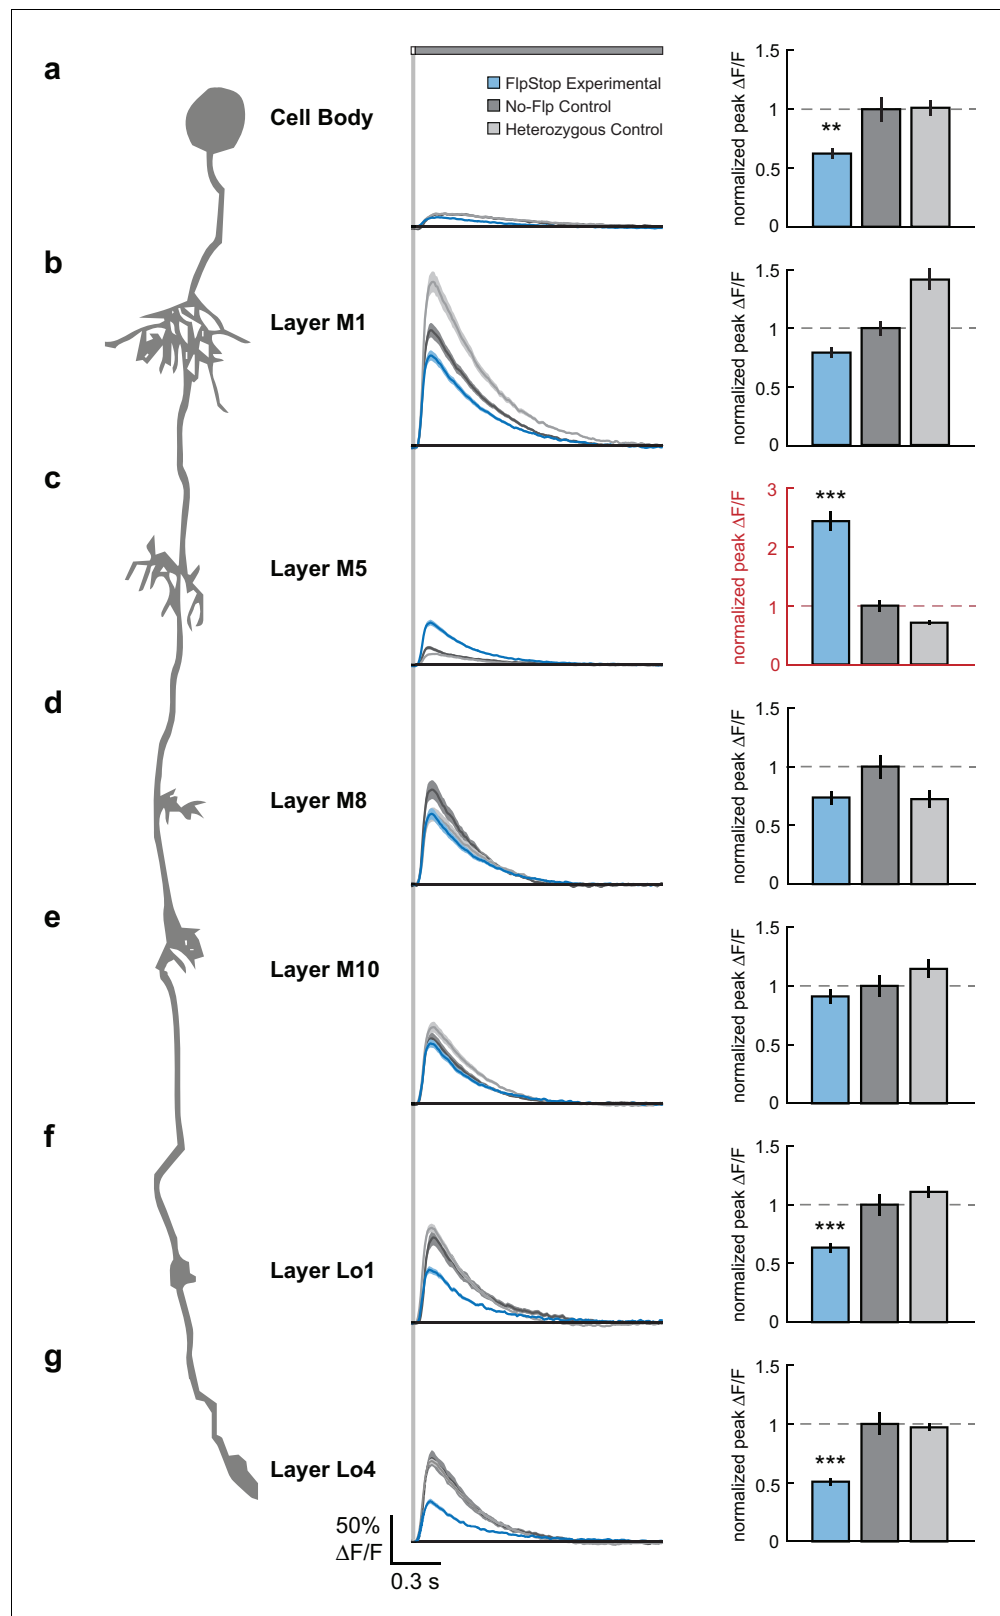 a
Cell Body
FlpStop Experimental
No-Flp Control
Heterozygous Control
normalized peak ΔF/F
1.5
1
0.5
0
**
b
Layer M1
normalized peak ΔF/F
1.5
1
0.5
0
c
Layer M5
normalized peak ΔF/F
3
2
1
0
***
d
Layer M8
normalized peak ΔF/F
1.5
1
0.5
0
e
Layer M10
normalized peak ΔF/F
1.5
1
0.5
0
f
Layer Lo1
normalized peak ΔF/F
1.5
1
0.5
0
***
g
Layer Lo4
50%
ΔF/F
0.3 s
normalized peak ΔF/F
1.5
1
0.5
0
***